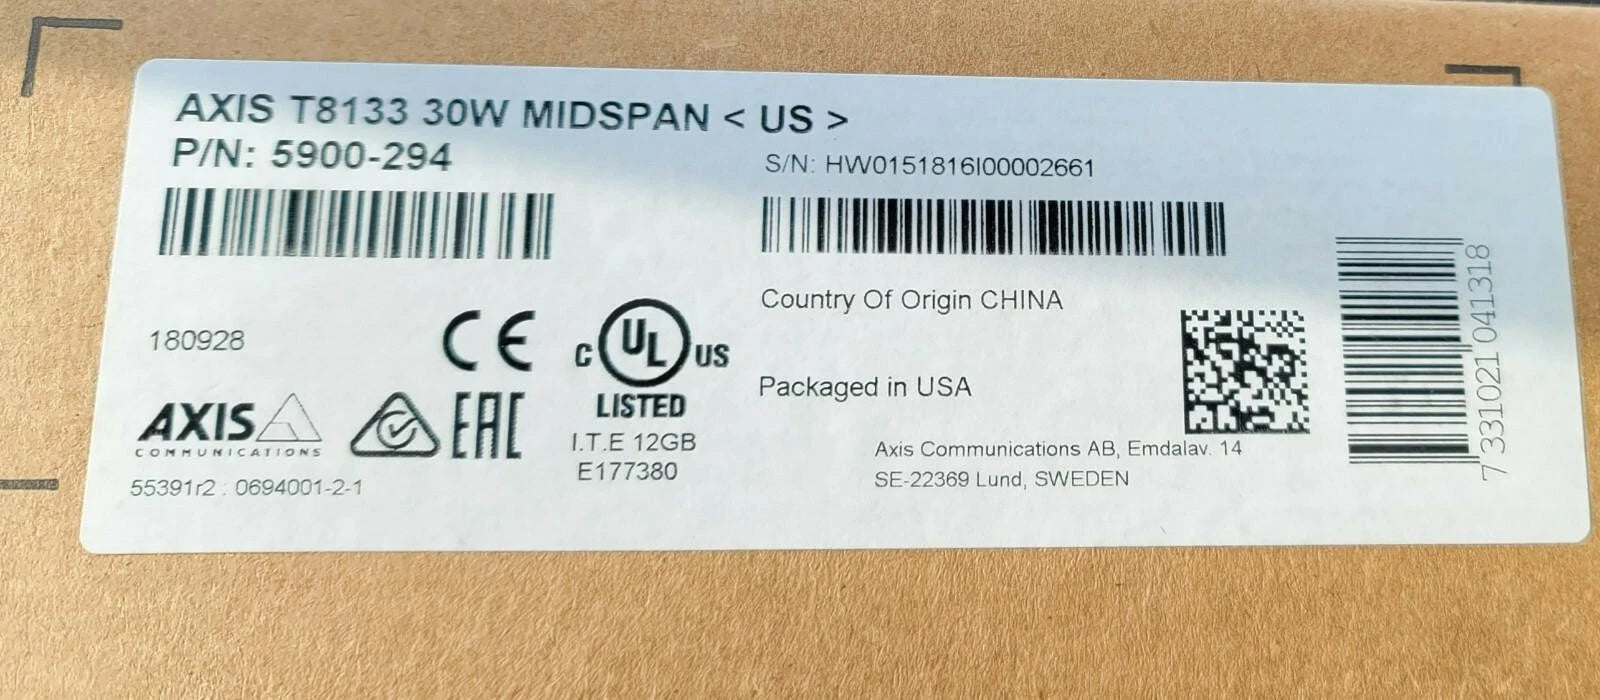 AXIS T8133 30W MIDSPAN < US >
P/N: 5900-294
S/N: HW0151816I00002661
Country Of Origin CHINA
180928
CE
C UL US
LISTED
I.T.E 12GB
E177380
Packaged in USA
AXIS
COMMUNICATIONS
EAC
55391r2 : 0694001-2-1
Axis Communications AB, Emdalav. 14
SE-22369 Lund, SWEDEN
7 331021 041318